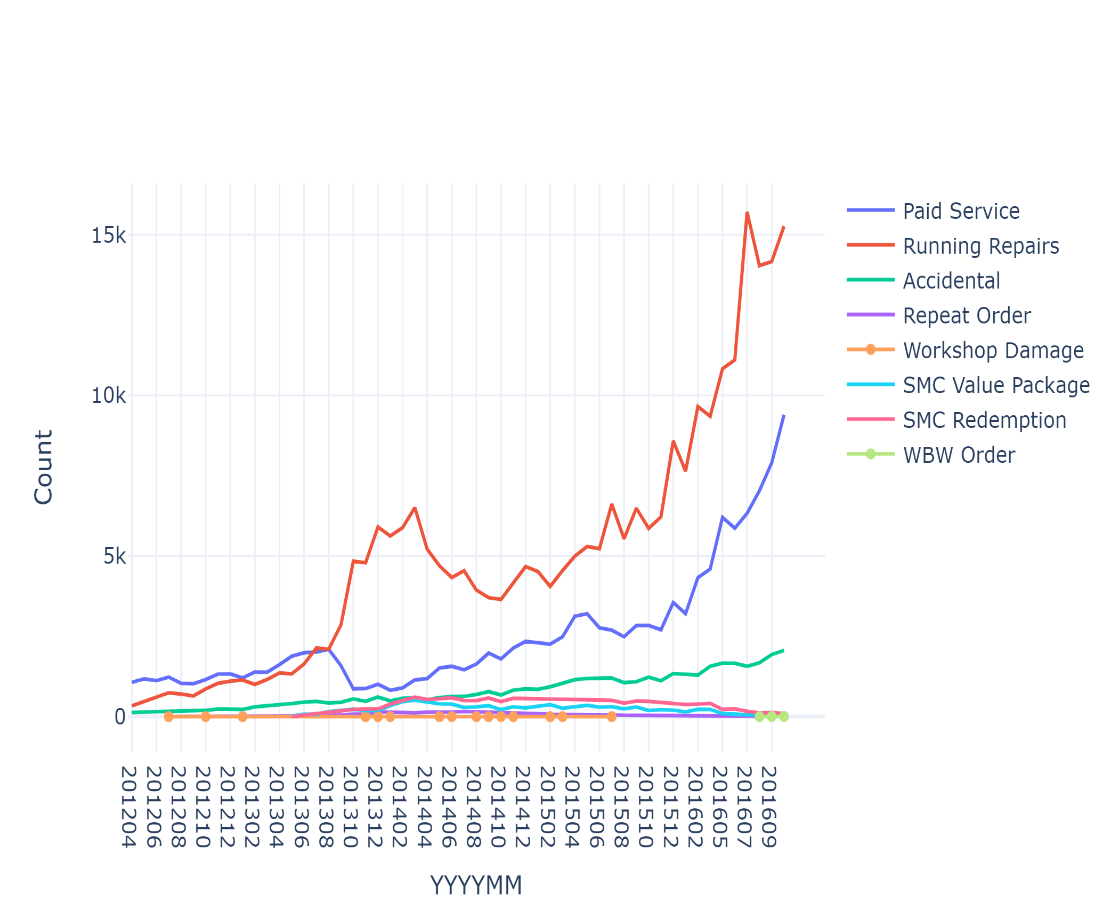 15k
10k
5k
0
Count
201204
201206
201208
201210
201212
201302
201304
201306
201308
201310
201312
201402
201404
201406
201408
201410
201412
201502
201504
201506
201508
201510
201512
201602
201605
201607
201609
YYYYMM
Paid Service
Running Repairs
Accidental
Repeat Order
Workshop Damage
SMC Value Package
SMC Redemption
WBW Order